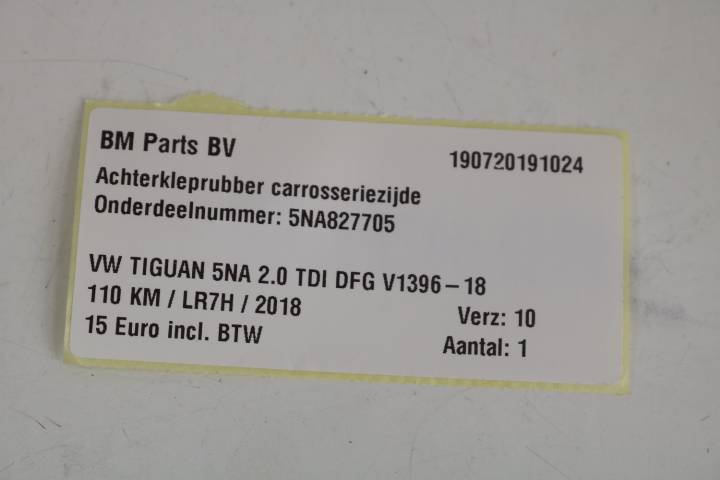 BM Parts BV
190720191024
Achterkleprubber carrosseriezijde
Onderdeelnummer: 5NA827705
VW TIGUAN 5NA 2.0 TDI DFG V1396-18
110 KM / LR7H / 2018
Verz: 10
15 Euro incl. BTW
Aantal: 1